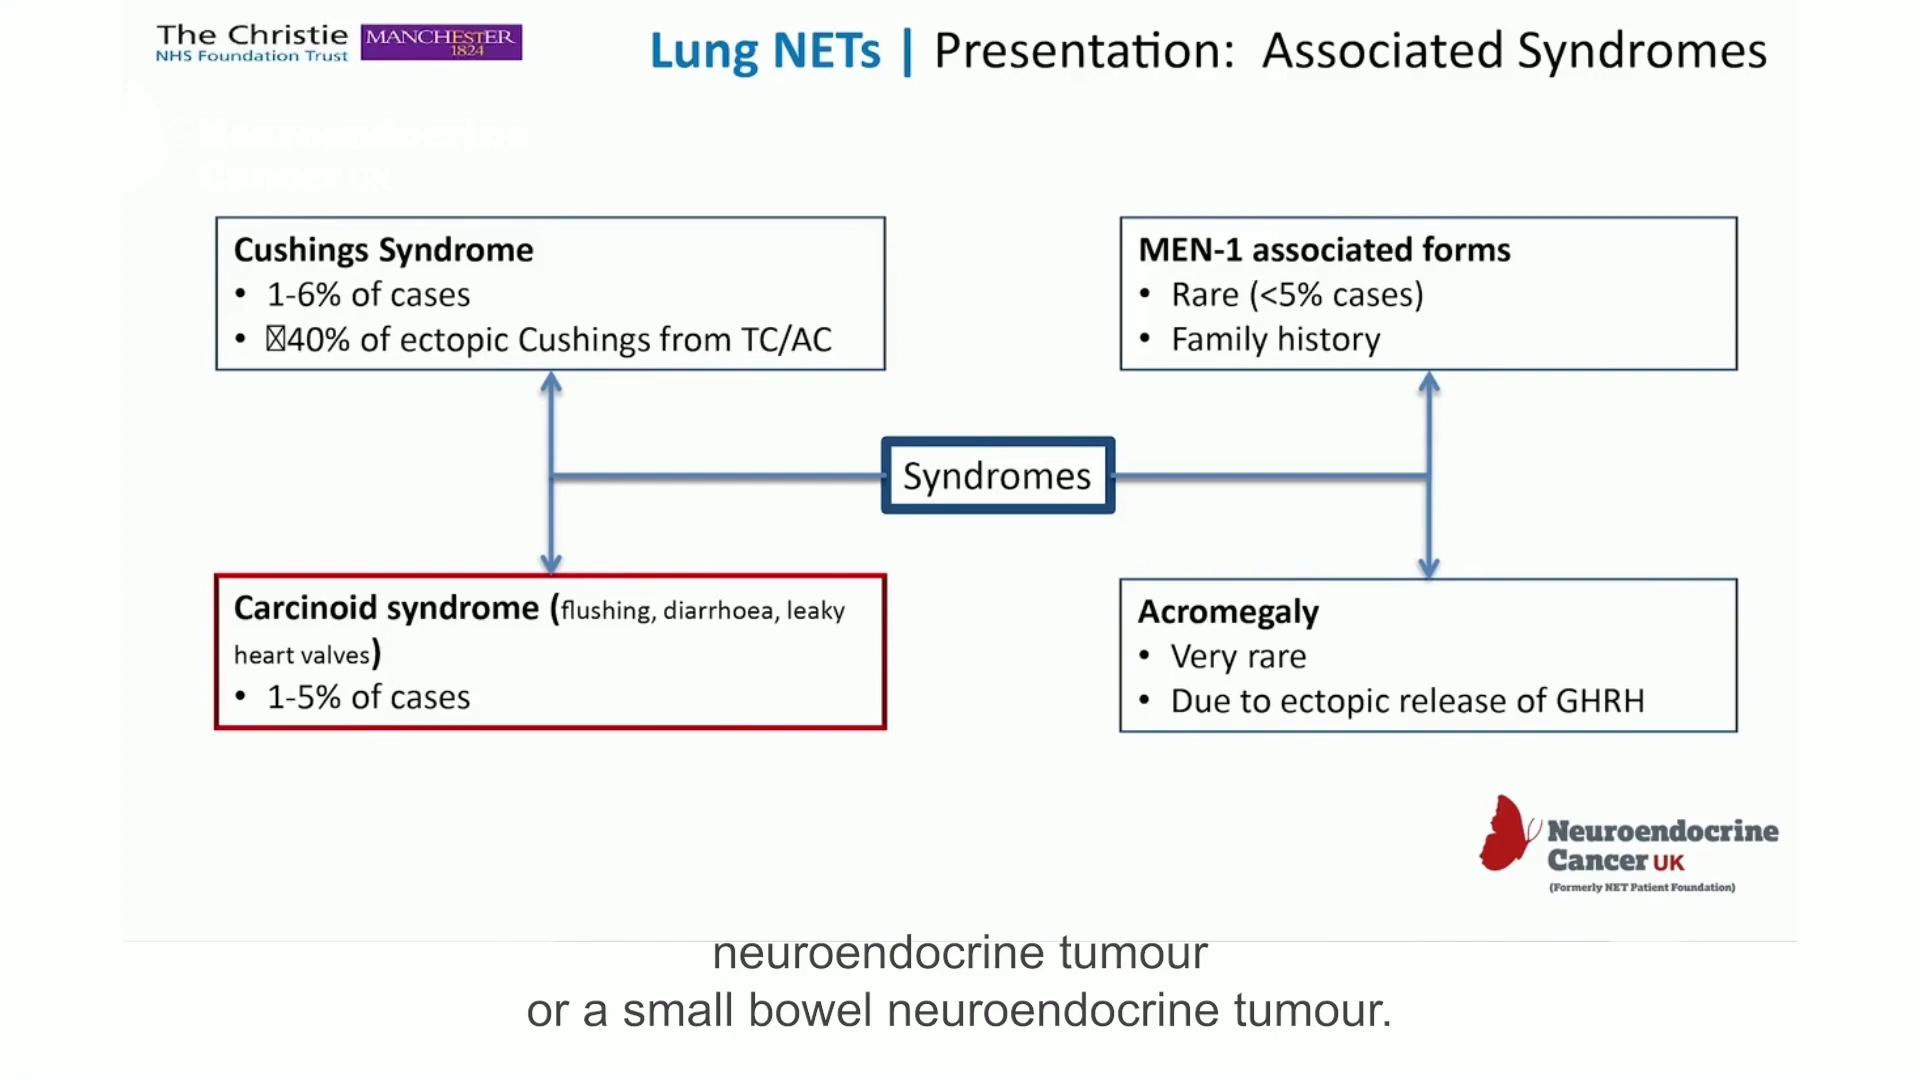 The Christie
NHS Foundation Trust
MANCHESTER
1824
Lung NETs | Presentation: Associated Syndromes
Neuroendocrine
Cancer UK
Cushings Syndrome
• 1-6% of cases
• 40% of ectopic Cushings from TC/AC
MEN-1 associated forms
• Rare (<5% cases)
• Family history
Syndromes
Carcinoid syndrome (flushing, diarrhoea, leaky
heart valves)
• 1-5% of cases
Acromegaly
• Very rare
• Due to ectopic release of GHRH
Neuroendocrine
Cancer UK
(Formerly NET Patient Foundation)
neuroendocrine tumour
or a small bowel neuroendocrine tumour.